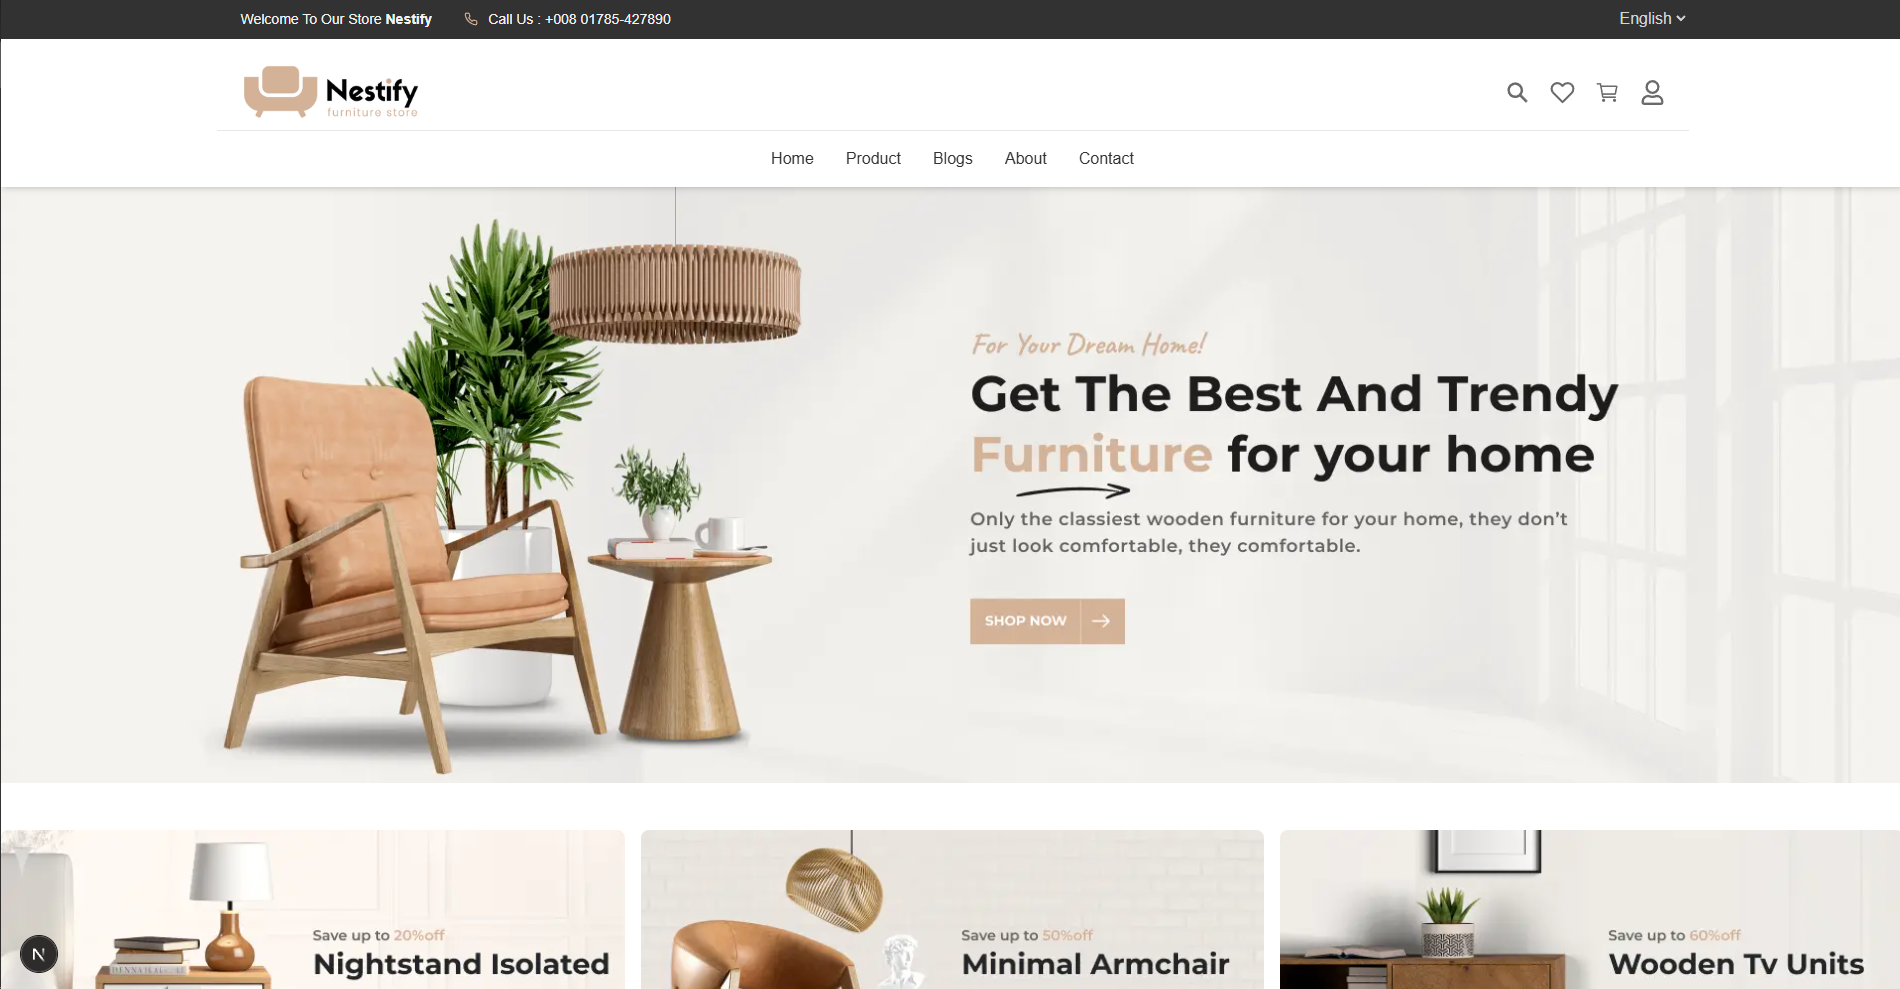 Welcome To Our Store Nestify
Call Us : +008 01785-427890
English
Nestify
furniture store
Home
Product
Blogs
About
Contact
For Your Dream Home!
Get The Best And Trendy
Furniture for your home
Only the classiest wooden furniture for your home, they don't
just look comfortable, they comfortable.
SHOP NOW
Save up to 20%off
Nightstand Isolated
Save up to 50%off
Minimal Armchair
Save up to 60%off
Wooden Tv Units
N